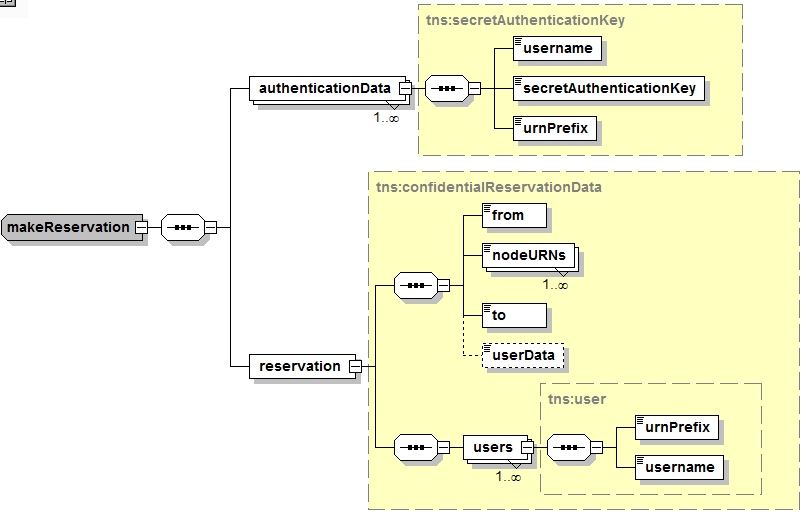 tns:secretAuthenticationKey
username
authenticationData
secretAuthenticationKey
1..∞
urnPrefix
tns:confidentialReservationData
from
makeReservation
nodeURNs
1..∞
to
userData
reservation
tns:user
urnPrefix
users
username
1..∞